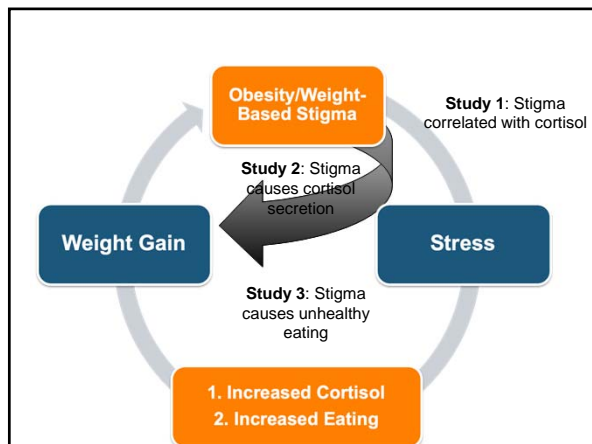 Obesity/Weight-
Based Stigma
Study 1: Stigma
correlated with cortisol
Study 2: Stigma
causes cortisol
secretion
Weight Gain
Stress
Study 3: Stigma
causes unhealthy
eating
1. Increased Cortisol
2. Increased Eating